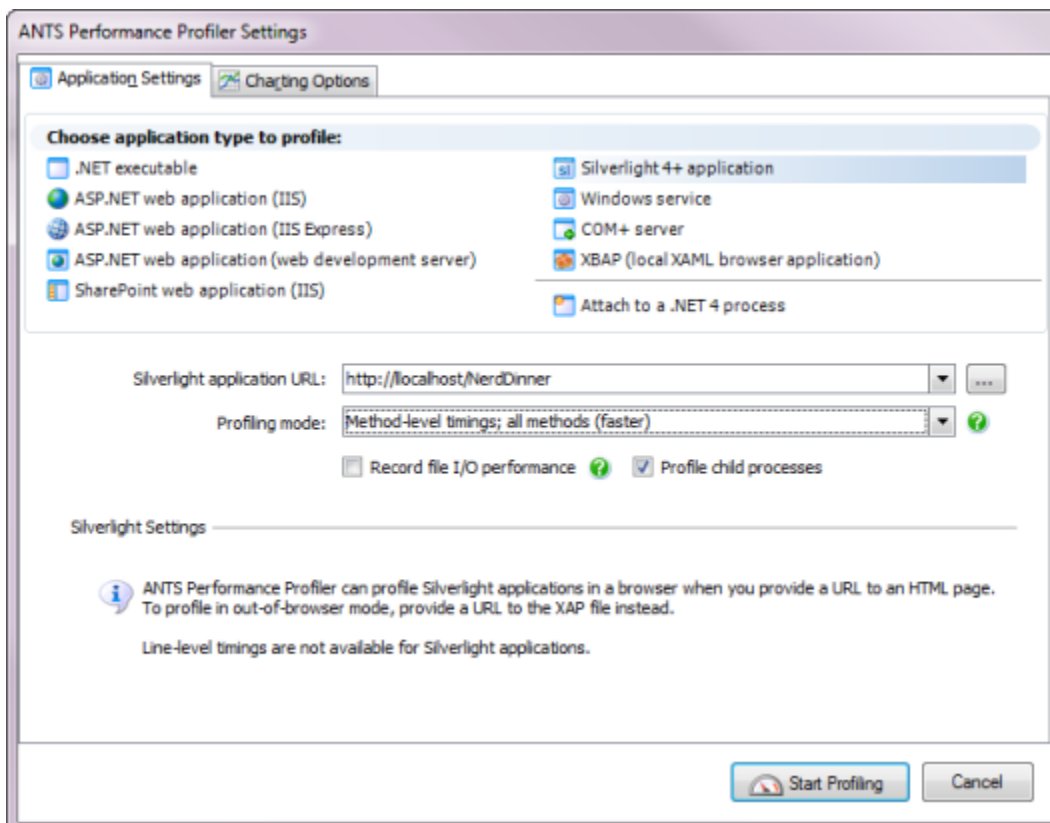 ANTS Performance Profiler Settings
Application Settings
Charting Options
Choose application type to profile:
.NET executable
ASP.NET web application (IIS)
ASP.NET web application (IIS Express)
ASP.NET web application (web development server)
SharePoint web application (IIS)
sl Silverlight 4+ application
Windows service
COM+ server
XBAP (local XAML browser application)
Attach to a .NET 4 process
Silverlight application URL: http://localhost/NerdDinner ...
Profiling mode: Method-level timings; all methods (faster) ?
Record file I/O performance ? Profile child processes
Silverlight Settings
ANTS Performance Profiler can profile Silverlight applications in a browser when you provide a URL to an HTML page.
To profile in out-of-browser mode, provide a URL to the XAP file instead.
Line-level timings are not available for Silverlight applications.
Start Profiling
Cancel